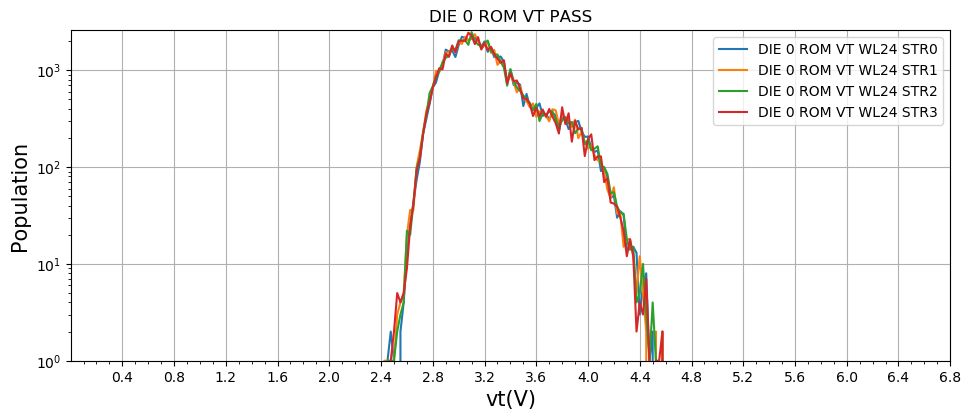 DIE 0 ROM VT PASS
DIE 0 ROM VT WL24 STR0
DIE 0 ROM VT WL24 STR1
DIE 0 ROM VT WL24 STR2
DIE 0 ROM VT WL24 STR3
Population
10³
10²
10¹
10⁰
0.4 0.8 1.2 1.6 2.0 2.4 2.8 3.2 3.6 4.0 4.4 4.8 5.2 5.6 6.0 6.4 6.8
vt(V)